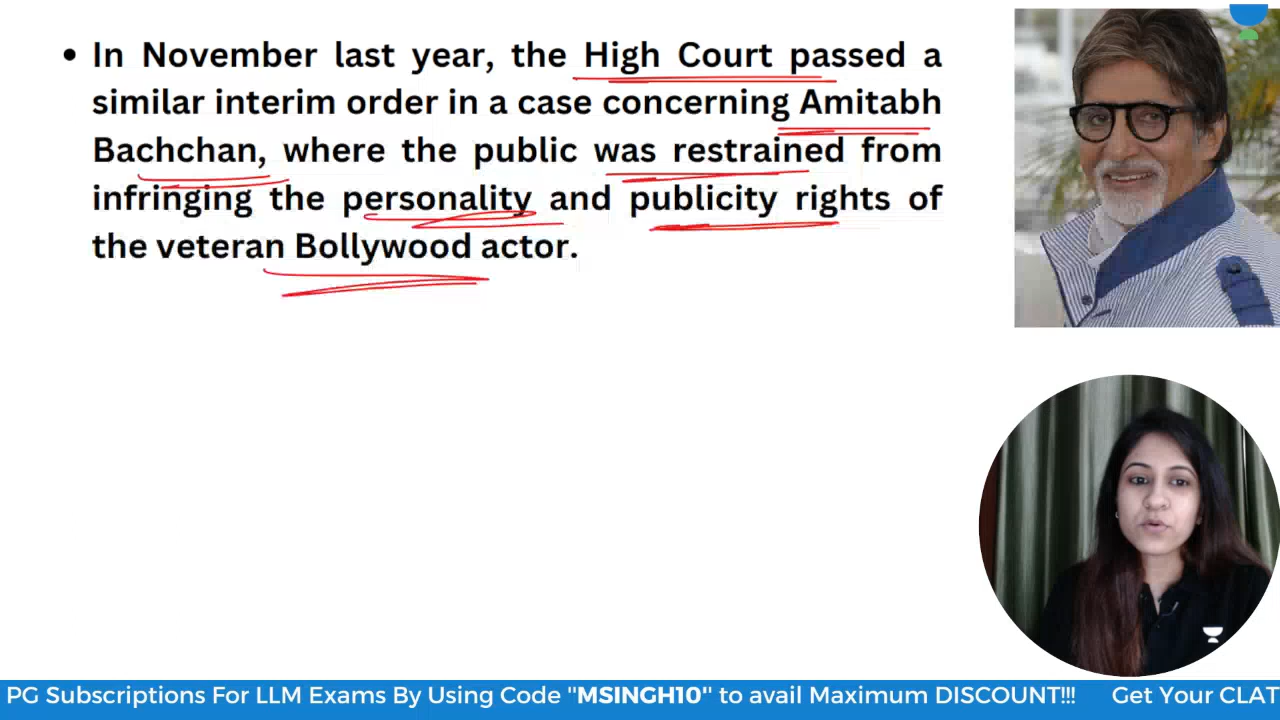 • In November last year, the High Court passed a
similar interim order in a case concerning Amitabh
Bachchan, where the public was restrained from
infringing the personality and publicity rights of
the veteran Bollywood actor.
PG Subscriptions For LLM Exams By Using Code "MSINGH10" to avail Maximum DISCOUNT!!! Get Your CLAT